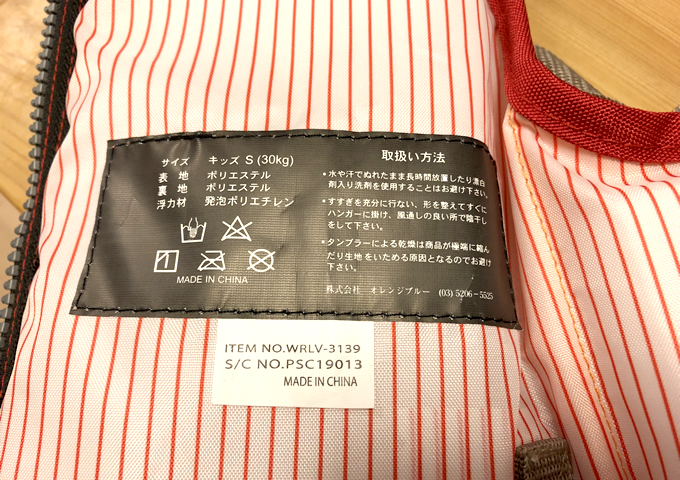 サイズ キッズ S (30kg)
表 地 ポリエステル
裏 地 ポリエステル
浮力材 発泡ポリエチレン
MADE IN CHINA
取扱い方法
・水や汗でぬれたまま長時間放置したり漂白
剤入り洗剤を使用することはお避け下さい。
・すすぎを充分に行ない、形を整えてすぐに
ハンガーに掛け、風通しの良い所で陰干し
をして下さい。
・タンブラーによる乾燥は商品が極端に縮ん
だり生地をいためる原因となるのでお避け
下さい。
株式会社 オレンジブルー (03) 5206-5525
ITEM NO.WRLV-3139
S/C NO.PSC19013
MADE IN CHINA